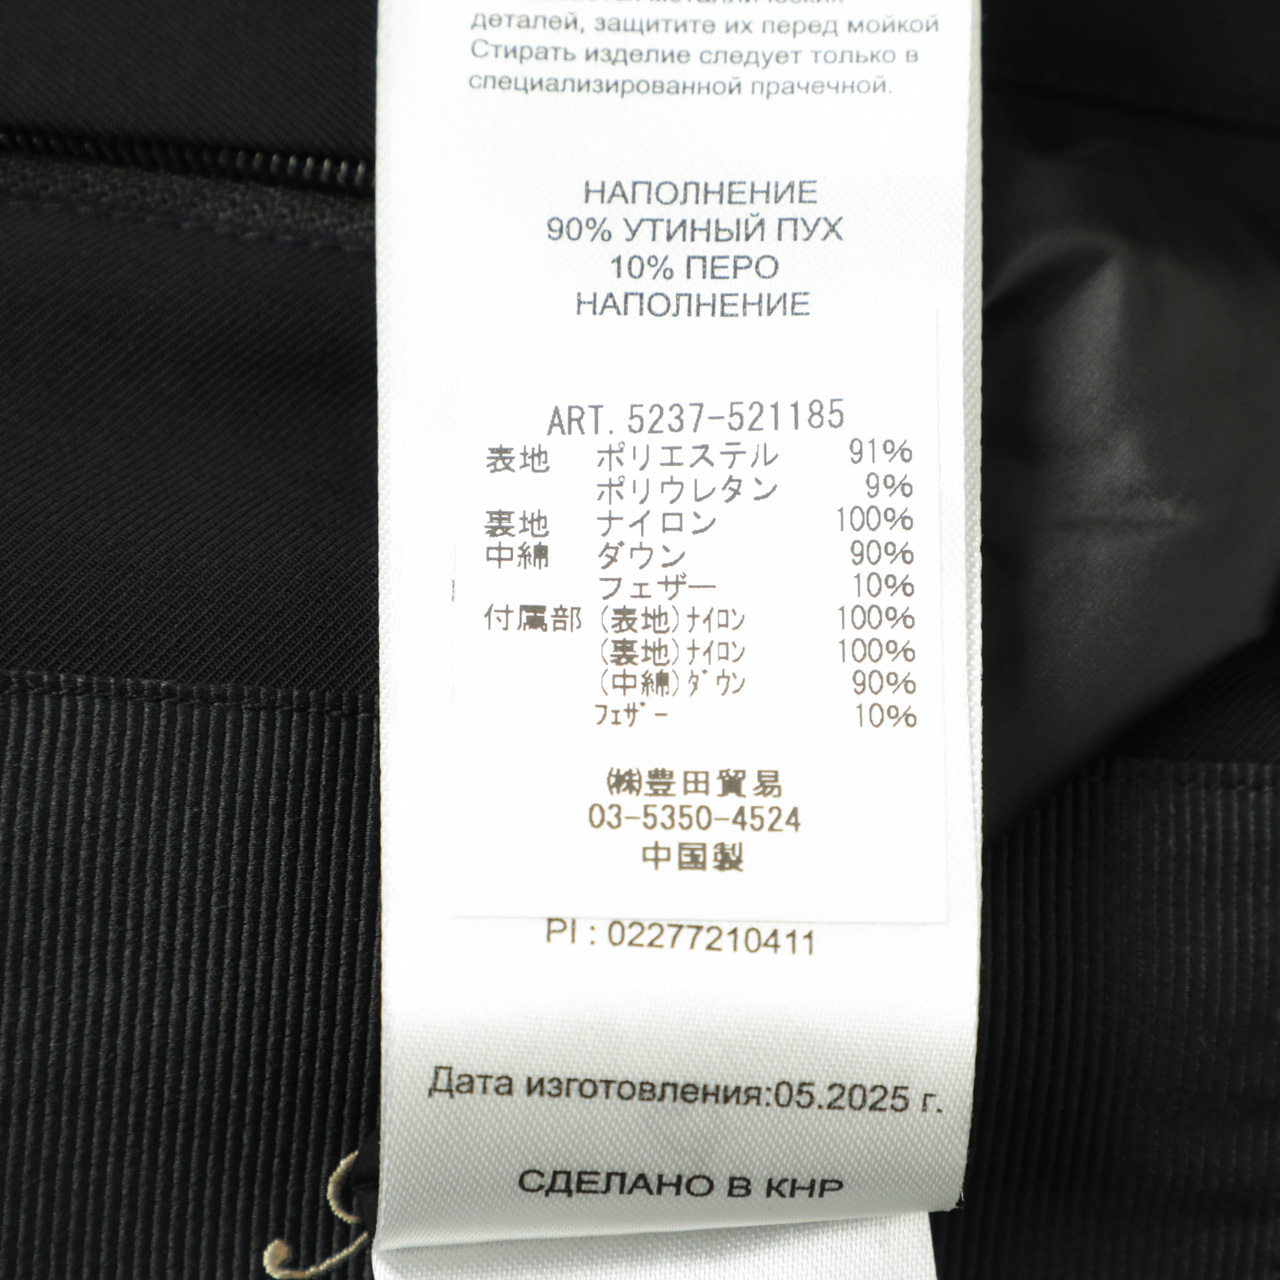 деталей, защитите их перед мойкой
Стирать изделие следует только в
специализированной прачечной.
НАПОЛНЕНИЕ
90% УТИНЫЙ ПУХ
10% ПЕРО
НАПОЛНЕНИЕ
ART. 5237-521185
表地 ポリエステル 91%
ポリウレタン 9%
裏地 ナイロン 100%
中綿 ダウン 90%
フェザー 10%
付属部 (表地)ﾅｲﾛﾝ 100%
(裏地)ﾅｲﾛﾝ 100%
(中綿)ﾀﾞｳﾝ 90%
ﾌｪｻﾞｰ 10%
㈱豊田貿易
03-5350-4524
中国製
PI : 02277210411
Дата изготовления:05.2025 г.
СДЕЛАНО В КНР